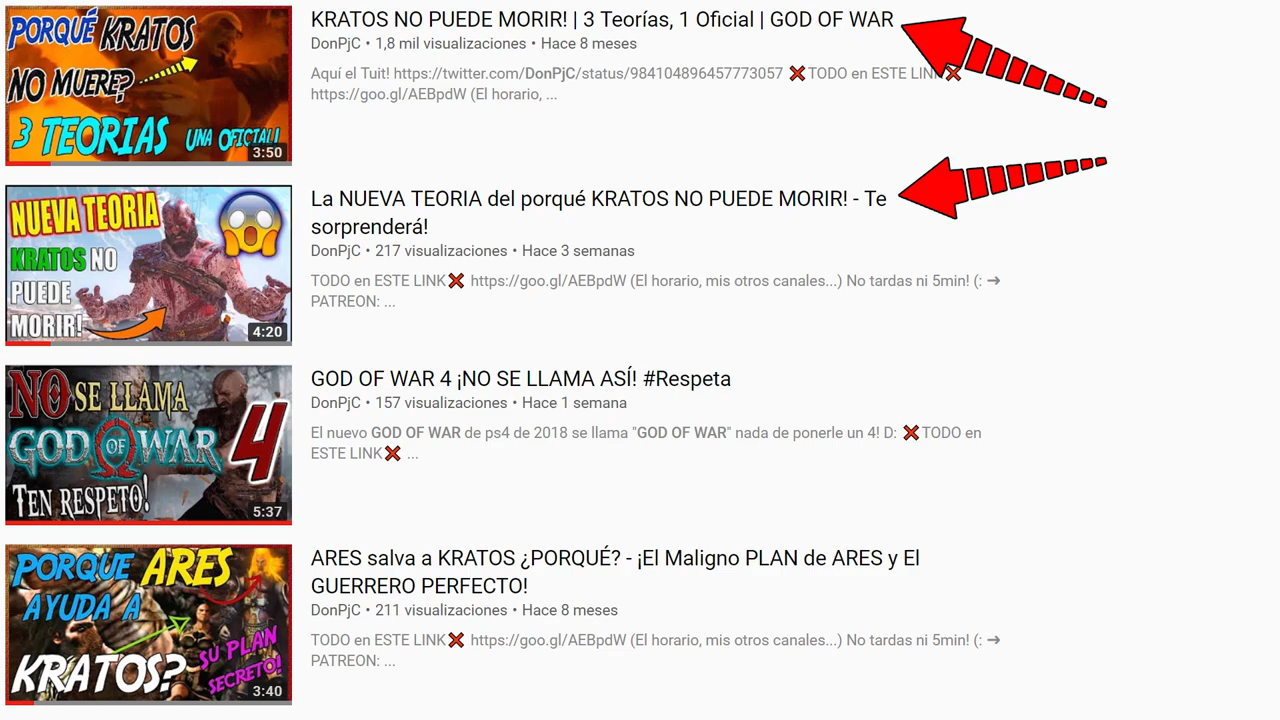 PORQUÉ KRATOS
NO MUERE?
3 TEORIAS UNA OFICIAL!
3:50
KRATOS NO PUEDE MORIR! | 3 Teorías, 1 Oficial | GOD OF WAR
DonPjC • 1,8 mil visualizaciones • Hace 8 meses
Aquí el Tuit! https://twitter.com/DonPjC/status/984104896457773057 ❌TODO en ESTE LINK❌
https://goo.gl/AEBpdW (El horario, ...
NUEVA TEORIA
KRATOS NO
PUEDE
MORIR!
4:20
La NUEVA TEORIA del porqué KRATOS NO PUEDE MORIR! - Te
sorprenderá!
DonPjC • 217 visualizaciones • Hace 3 semanas
TODO en ESTE LINK❌ https://goo.gl/AEBpdW (El horario, mis otros canales...) No tardas ni 5min! (: ➔
PATREON: ...
NO SE LLAMA
GOD OF WAR 4
TEN RESPETO!
5:37
GOD OF WAR 4 ¡NO SE LLAMA ASÍ! #Respeta
DonPjC • 157 visualizaciones • Hace 1 semana
El nuevo GOD OF WAR de ps4 de 2018 se llama "GOD OF WAR" nada de ponerle un 4! D: ❌TODO en
ESTE LINK❌ ...
PORQUE ARES
AYUDA A
KRATOS?
SU PLAN
SECRETO!
3:40
ARES salva a KRATOS ¿PORQUÉ? - ¡El Maligno PLAN de ARES y El
GUERRERO PERFECTO!
DonPjC • 211 visualizaciones • Hace 8 meses
TODO en ESTE LINK❌ https://goo.gl/AEBpdW (El horario, mis otros canales...) No tardas ni 5min! (: ➔
PATREON: ...